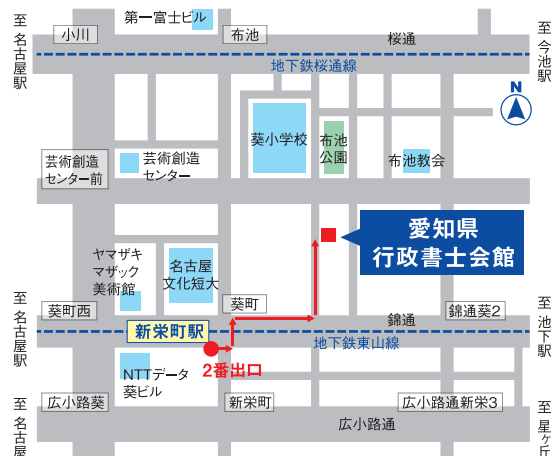 至 名古屋駅
小川
第一富士ビル
布池
桜通
至 今池駅
地下鉄桜通線
N
葵小学校
布池
公園
芸術創造
センター前
芸術創造
センター
布池教会
愛知県
行政書士会館
ヤマザキ
マザック
美術館
名古屋
文化短大
至 名古屋駅
葵町西
葵町
錦通
錦通葵2
至 池下駅
新栄町駅
地下鉄東山線
2番出口
NTTデータ
葵ビル
至 名古屋
広小路葵
新栄町
広小路通新栄3
広小路通
至 星ヶ丘